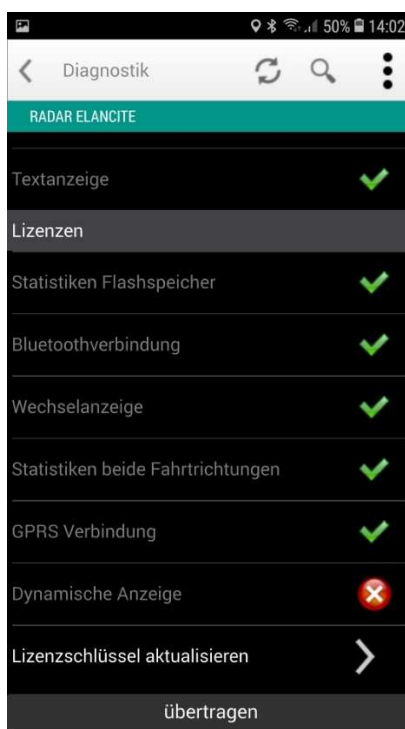 50% 14:02
Diagnostik
RADAR ELANCITE
Textanzeige
Lizenzen
Statistiken Flashspeicher
Bluetoothverbindung
Wechselanzeige
Statistiken beide Fahrtrichtungen
GPRS Verbindung
Dynamische Anzeige
Lizenzschlüssel aktualisieren
übertragen